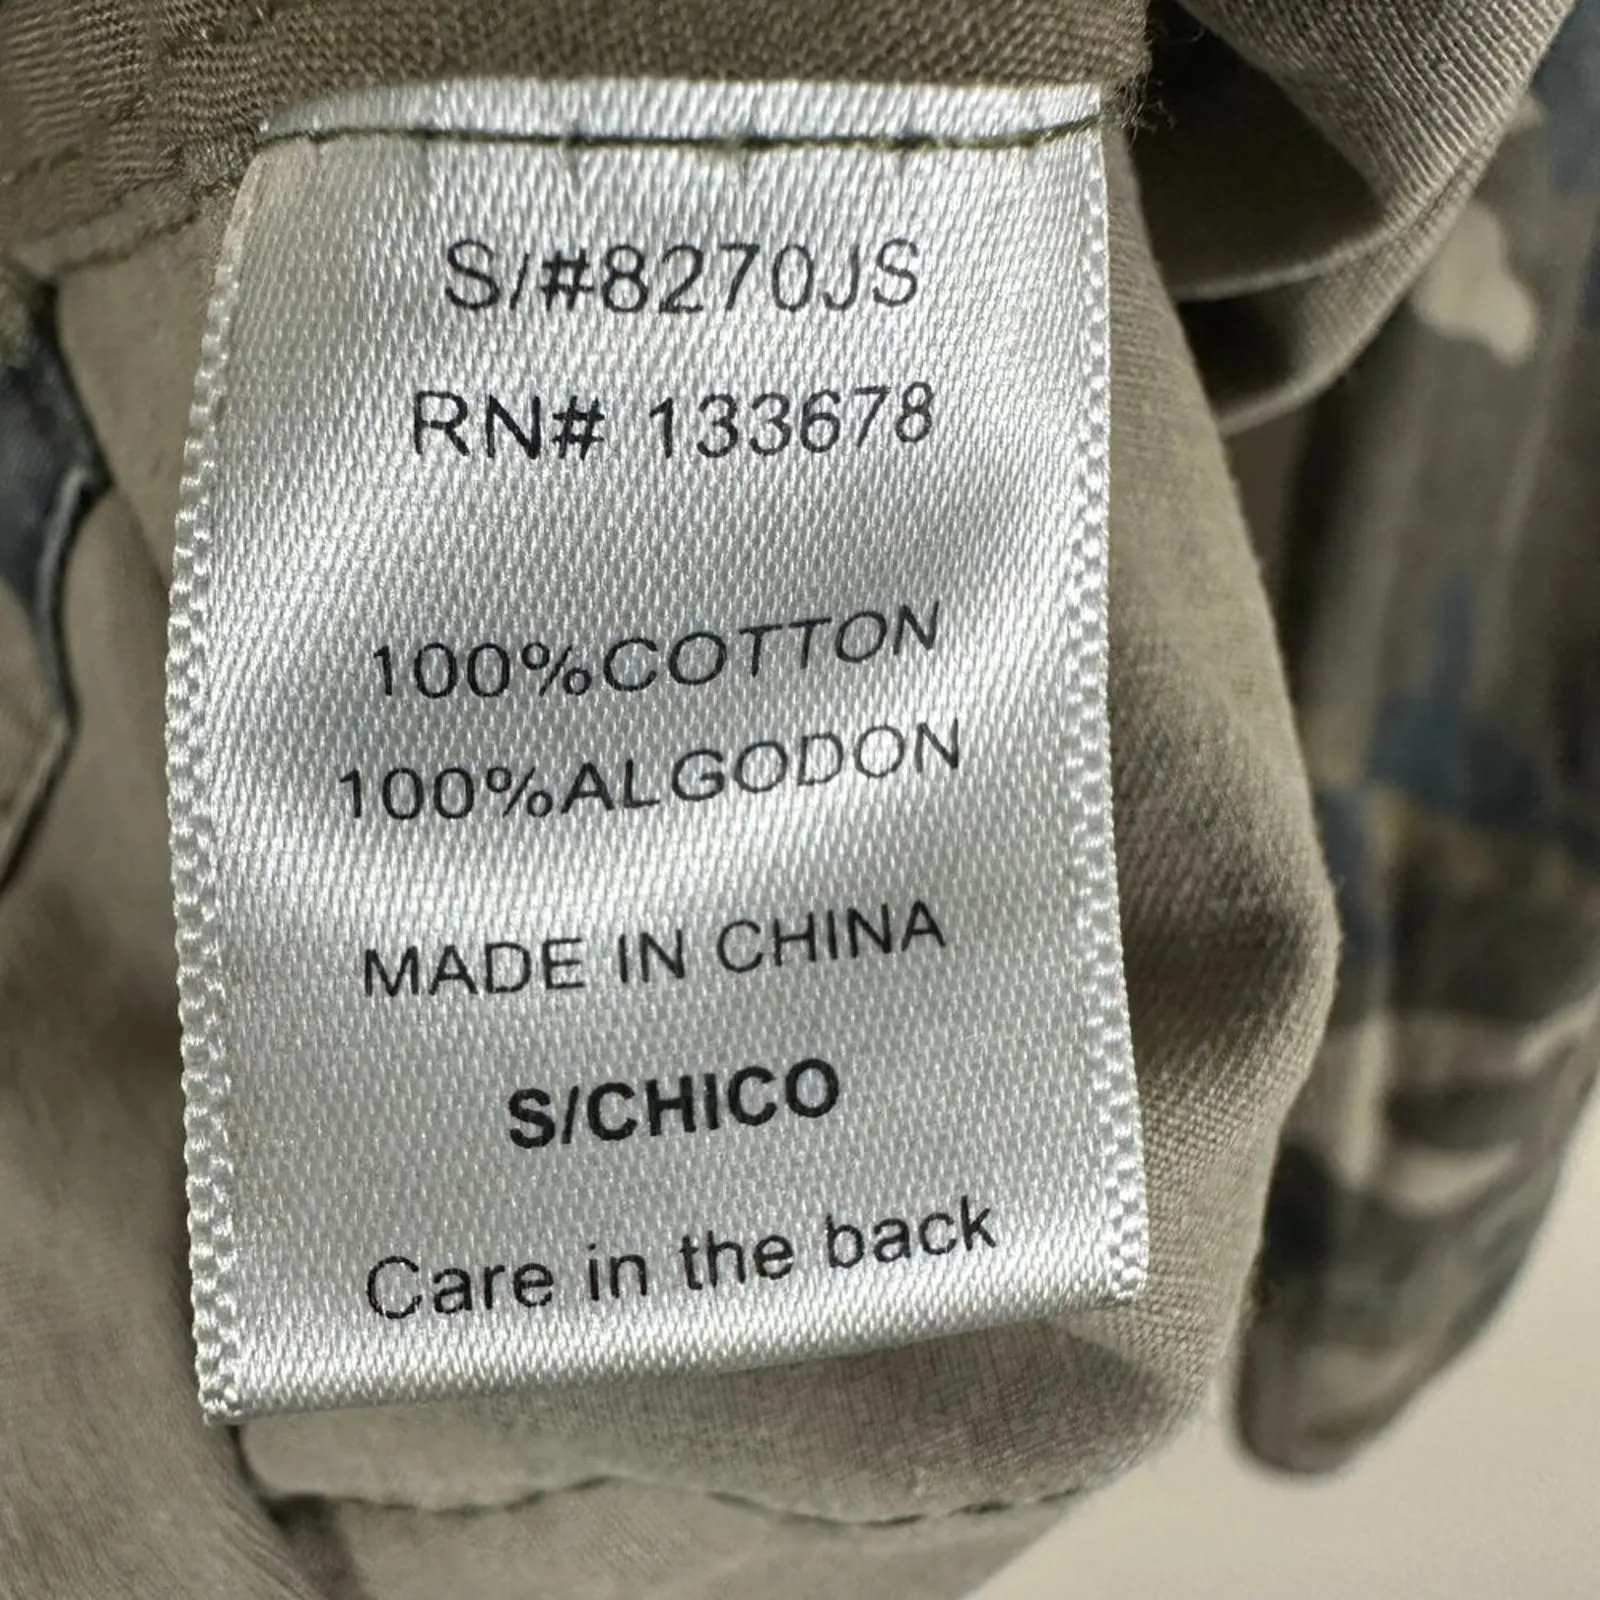 S/#8270JS
RN# 133678
100%COTTON
100%ALGODON
MADE IN CHINA
S/CHICO
Care in the back